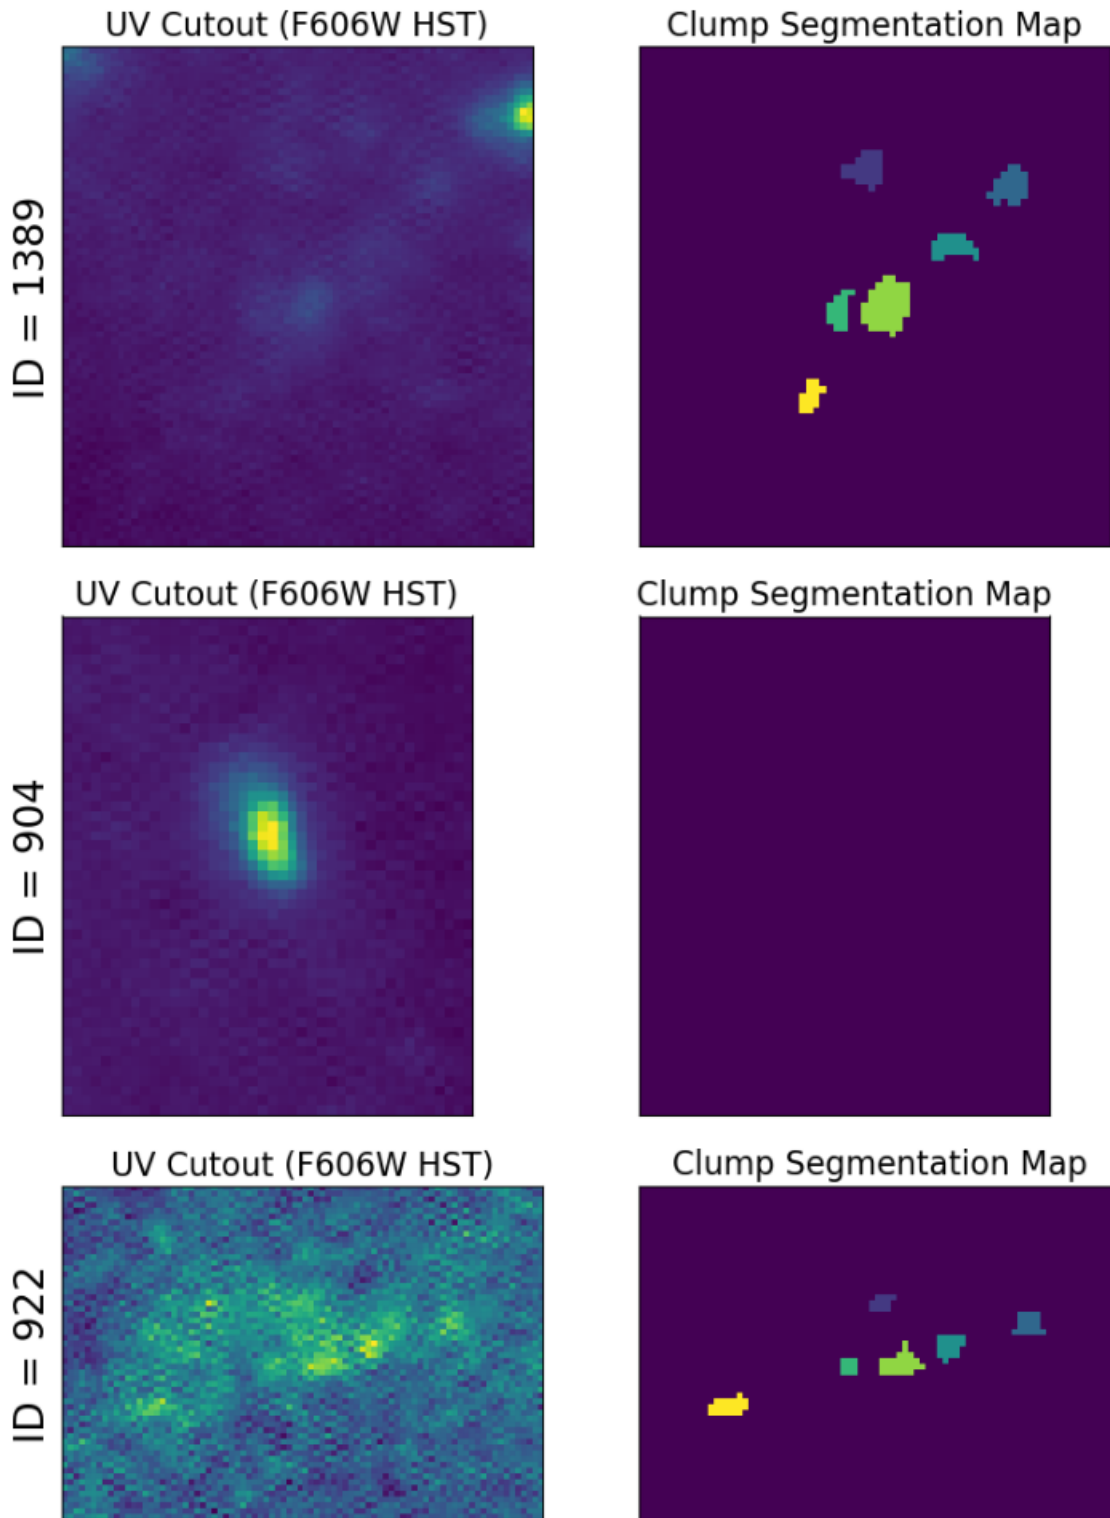 UV Cutout (F606W HST)
Clump Segmentation Map
ID = 1389
UV Cutout (F606W HST)
Clump Segmentation Map
ID = 904
UV Cutout (F606W HST)
Clump Segmentation Map
ID = 922